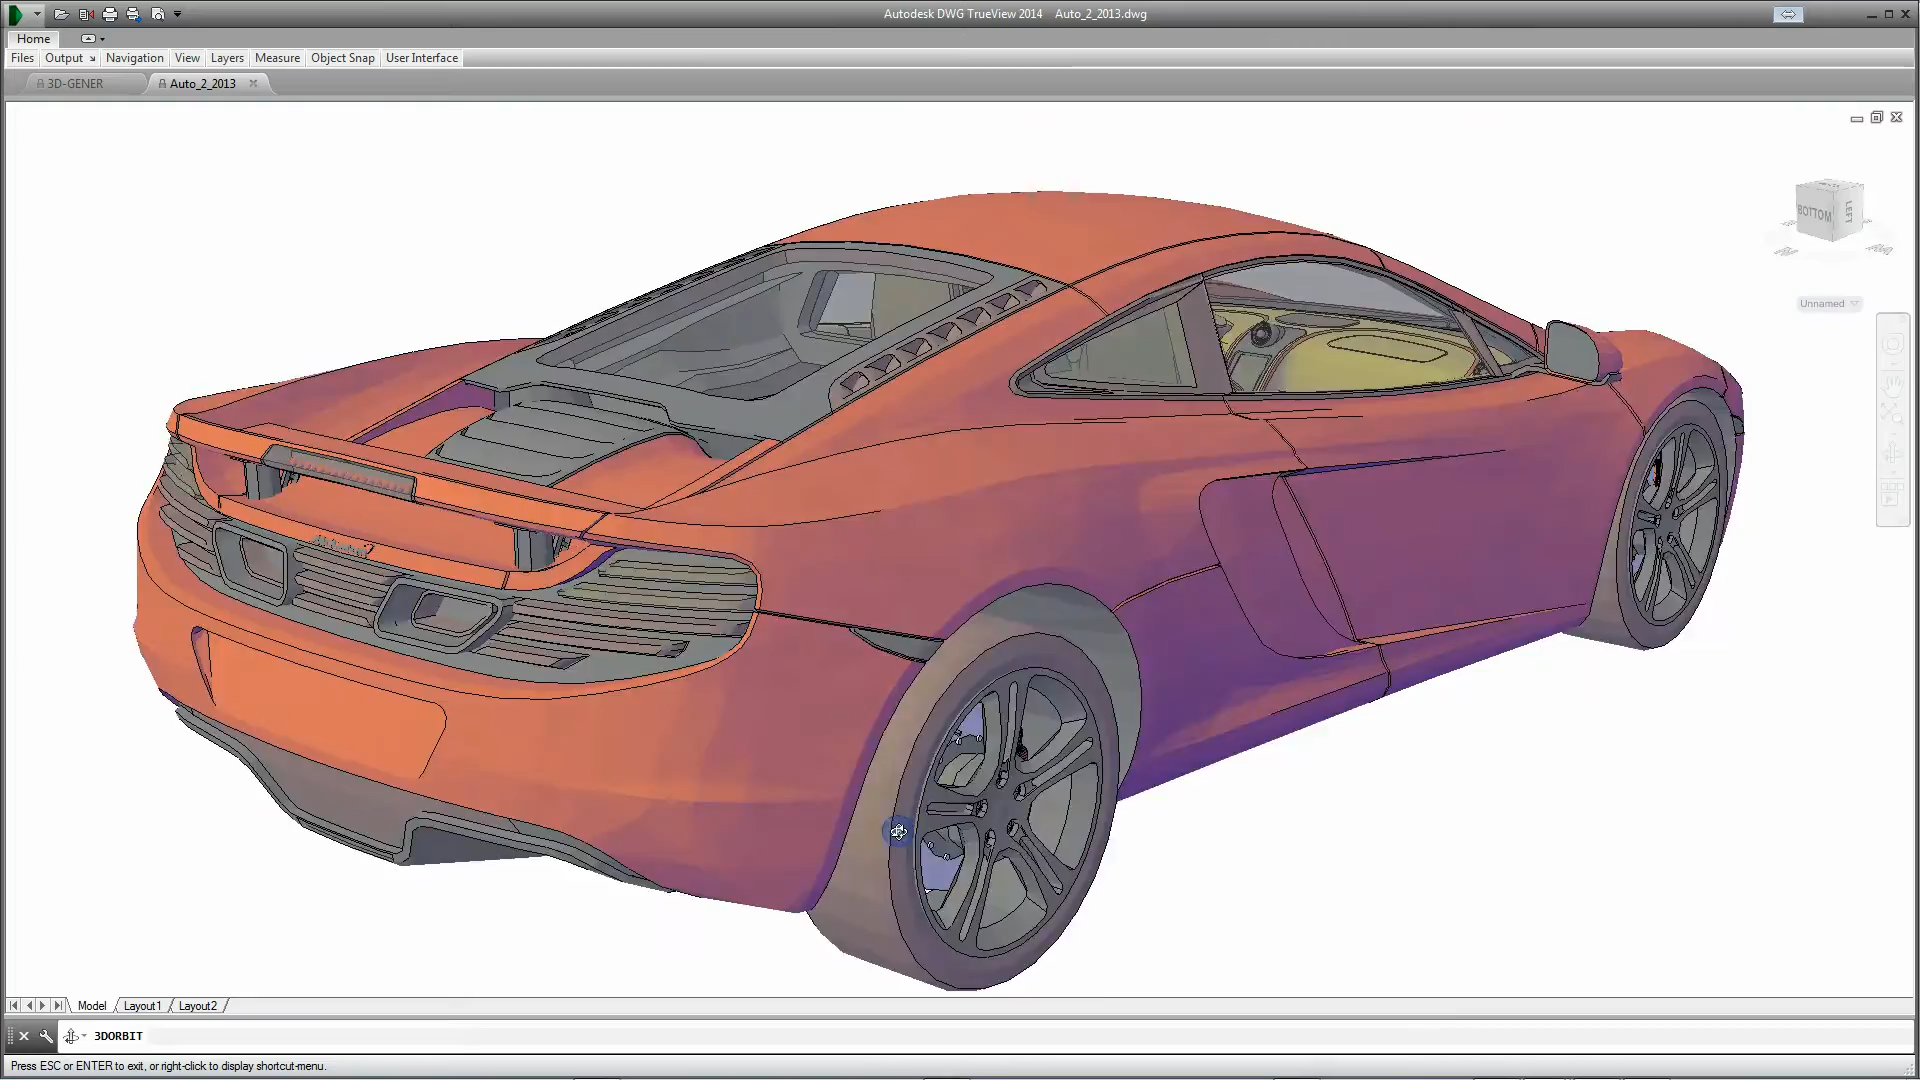 Autodesk DWG TrueView 2014 Auto_2_2013.dwg
Home
Files Output Navigation View Layers Measure Object Snap User Interface
3D-GENER Auto_2_2013
BOTTOM LEFT
Unnamed
Model Layout1 Layout2
3DORBIT
Press ESC or ENTER to exit, or right-click to display shortcut-menu.